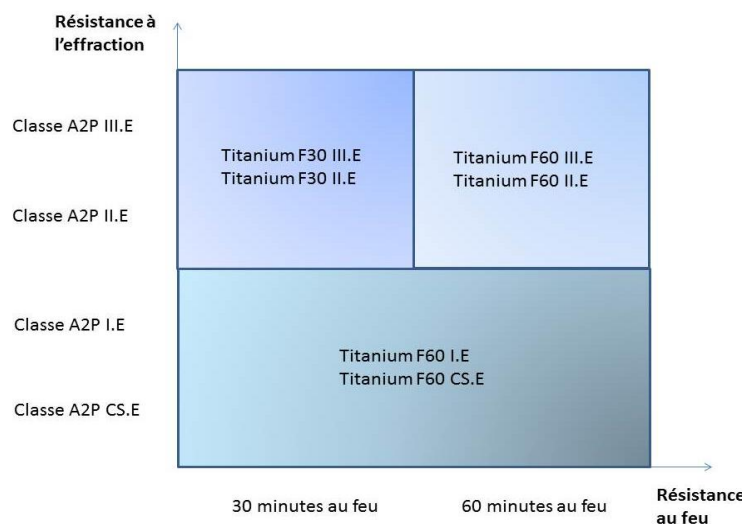 Résistance à
l'effraction
Classe A2P III.E
Titanium F30 III.E
Titanium F30 II.E
Titanium F60 III.E
Titanium F60 II.E
Classe A2P II.E
Classe A2P I.E
Titanium F60 I.E
Titanium F60 CS.E
Classe A2P CS.E
30 minutes au feu
60 minutes au feu
Résistance
au feu